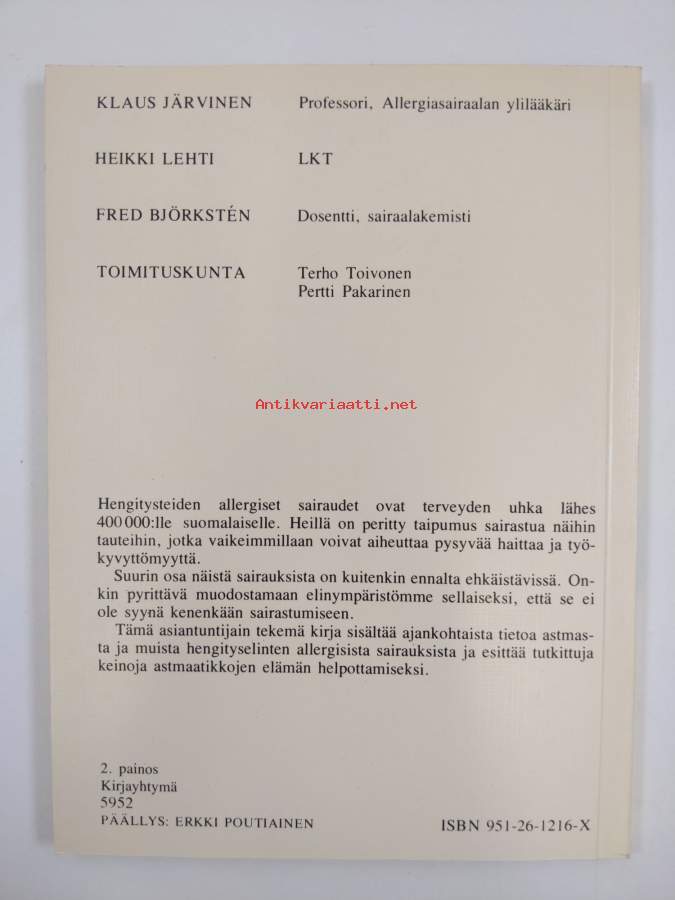 KLAUS JÄRVINEN Professori, Allergiasairaalan ylilääkäri
HEIKKI LEHTI LKT
FRED BJÖRKSTÉN Dosentti, sairaalakemisti
TOIMITUSKUNTA Terho Toivonen
Pertti Pakarinen
Antikvariaatti.net
Hengitysteiden allergiset sairaudet ovat terveyden uhka lähes
400 000:lle suomalaiselle. Heillä on peritty taipumus sairastua näihin
tauteihin, jotka vaikeimmillaan voivat aiheuttaa pysyvää haittaa ja työ-
kyvyttömyyttä.
Suurin osa näistä sairauksista on kuitenkin ennalta ehkäistävissä. On-
kin pyrittävä muodostamaan elinympäristömme sellaiseksi, että se ei
ole syynä kenenkään sairastumiseen.
Tämä asiantuntijain tekemä kirja sisältää ajankohtaista tietoa astmas-
ta ja muista hengityselinten allergisista sairauksista ja esittää tutkittuja
keinoja astmaatikkojen elämän helpottamiseksi.
2. painos
Kirjayhtymä
5952
PÄÄLLYS: ERKKI POUTIAINEN ISBN 951-26-1216-X